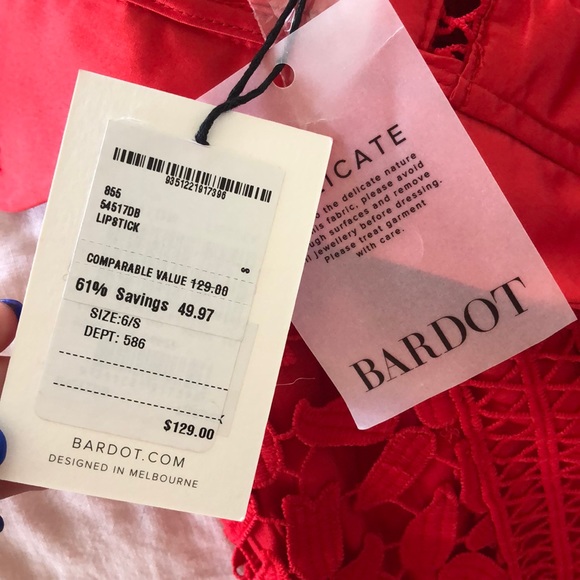 9351221917396
855
54517DB
LIPSTICK
COMPARABLE VALUE 129.00
61% Savings 49.97
SIZE:6/S
DEPT: 586
$129.00
BARDOT.COM
DESIGNED IN MELBOURNE
ICATE
the delicate nature
this fabric, please avoid
surfaces and remove
jewellery before dressing.
Please treat garment
with care.
BARDOT